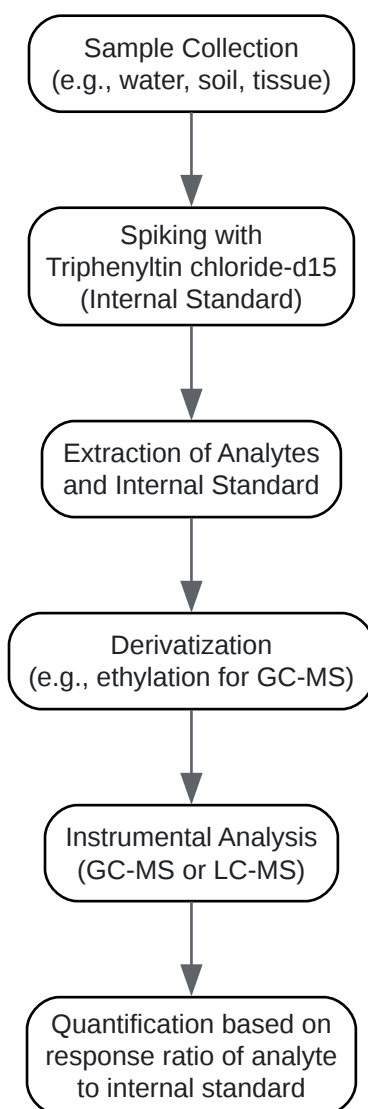 Sample Collection
(e.g., water, soil, tissue)
Spiking with
Triphenyltin chloride-d15
(Internal Standard)
Extraction of Analytes
and Internal Standard
Derivatization
(e.g., ethylation for GC-MS)
Instrumental Analysis
(GC-MS or LC-MS)
Quantification based on
response ratio of analyte
to internal standard